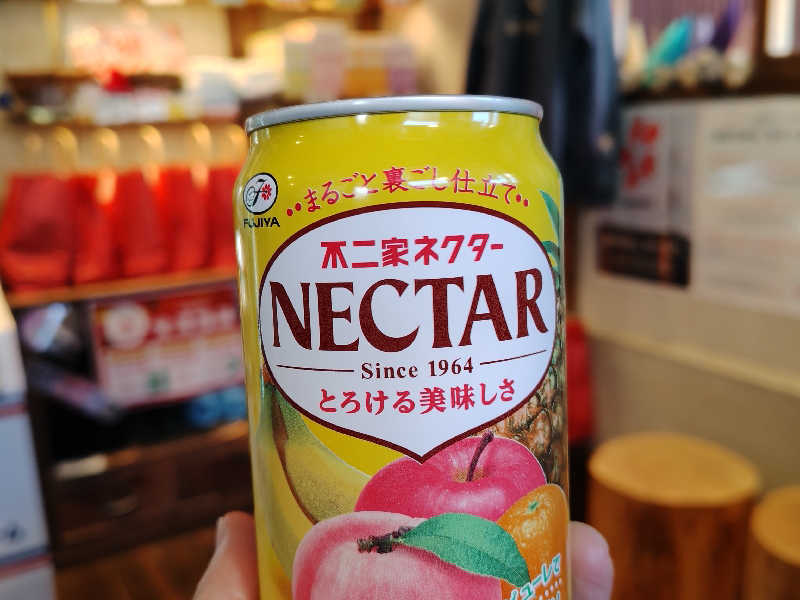 FUJIYA
まるごと裏ごし仕立て
不二家ネクター
NECTAR
Since 1964
とろける美味しさ